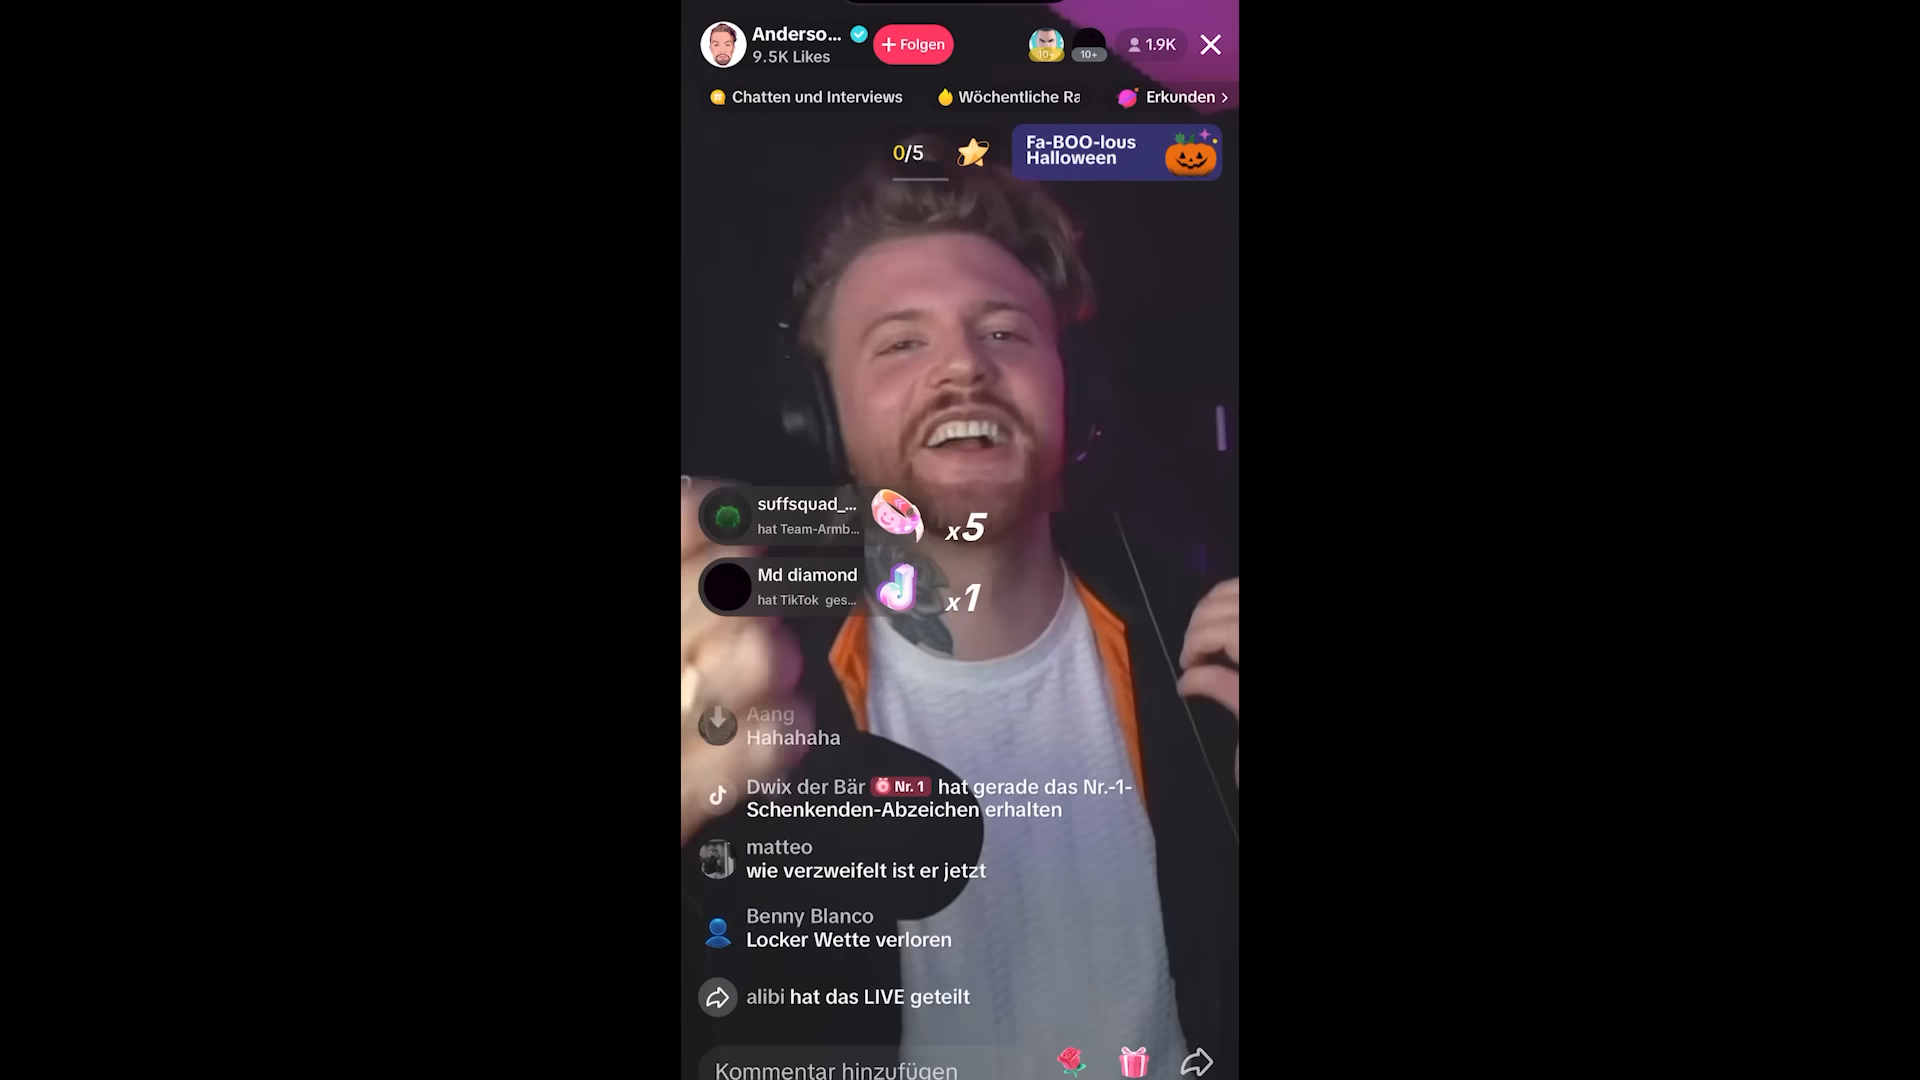 Anderso...
9.5K Likes
+ Folgen
10+
10+
1.9K
Chatten und Interviews
Wöchentliche Ra
Erkunden >
0/5
Fa-BOO-lous
Halloween
suffsquad_...
hat Team-Armb...
x5
Md diamond
hat TikTok ges...
x1
Aang
Hahahaha
Dwix der Bär Nr. 1 hat gerade das Nr.-1-
Schenkenden-Abzeichen erhalten
matteo
wie verzweifelt ist er jetzt
Benny Blanco
Locker Wette verloren
alibi hat das LIVE geteilt
Kommentar hinzufügen